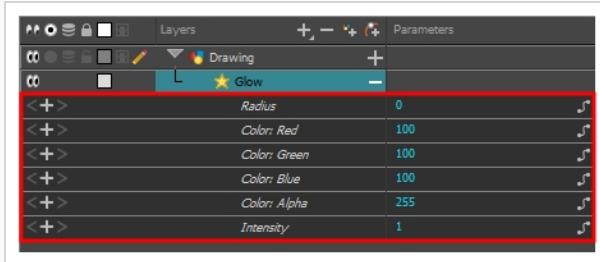 Layers Parameters
Drawing
Glow
Radius 0
Color: Red 100
Color: Green 100
Color: Blue 100
Color: Alpha 255
Intensity 1